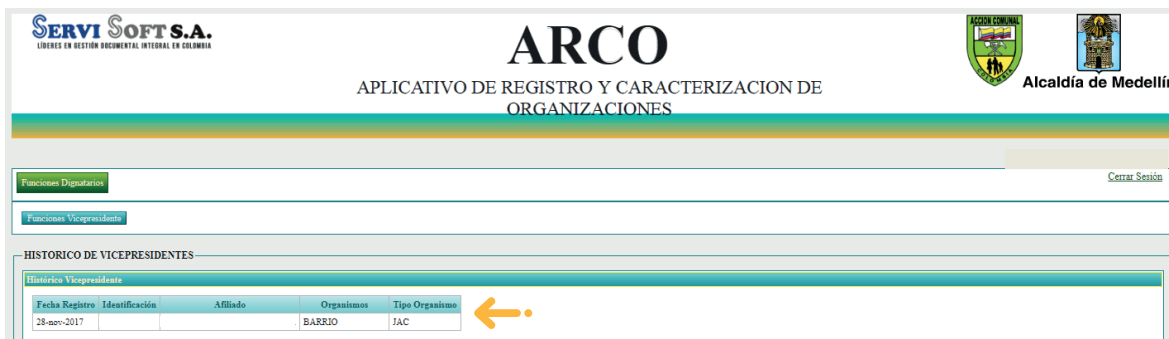 SERVI SOFT S.A.
LÍDERES EN GESTIÓN DOCUMENTAL INTEGRAL EN COLOMBIA
ARCO
APLICATIVO DE REGISTRO Y CARACTERIZACION DE
ORGANIZACIONES
ACCION COMUNAL
COLOMBIA
Alcaldía de Medellín
Funciones Dignatarios
Cerrar Sesión
Funciones Vicepresidente
HISTORICO DE VICEPRESIDENTES
Histórico Vicepresidente
Fecha Registro Identificación Afiliado Organismos Tipo Organismo
28-nov-2017 BARRIO JAC